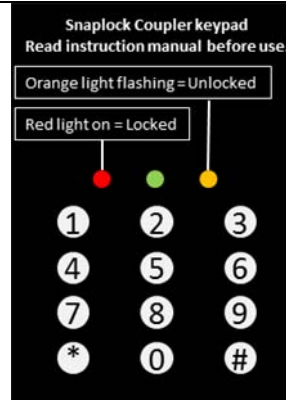 Snaplock Coupler keypad
Read instruction manual before use.
Orange light flashing = Unlocked
Red light on = Locked
1 2 3
4 5 6
7 8 9
* 0 #